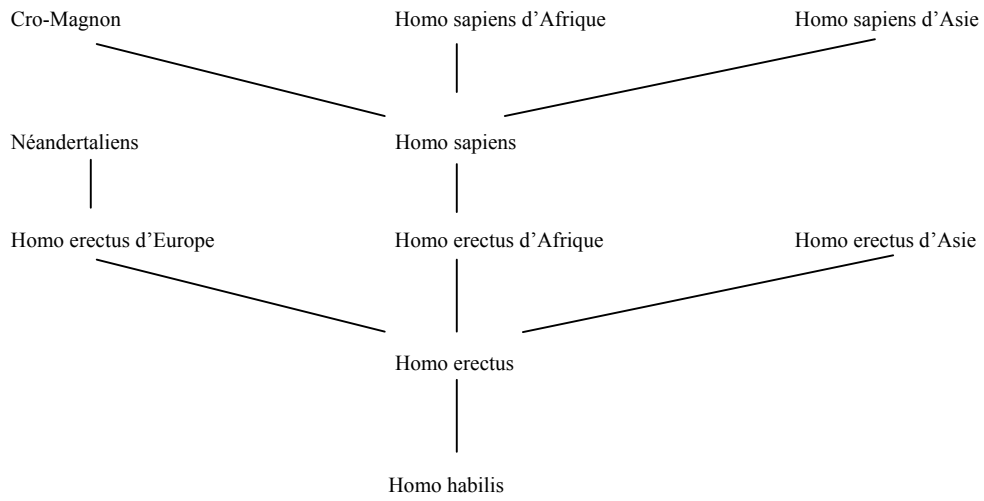 Cro-Magnon Homo sapiens d’Afrique Homo sapiens d’Asie
Néandertaliens Homo sapiens
Homo erectus d’Europe Homo erectus d’Afrique Homo erectus d’Asie
Homo erectus
Homo habilis